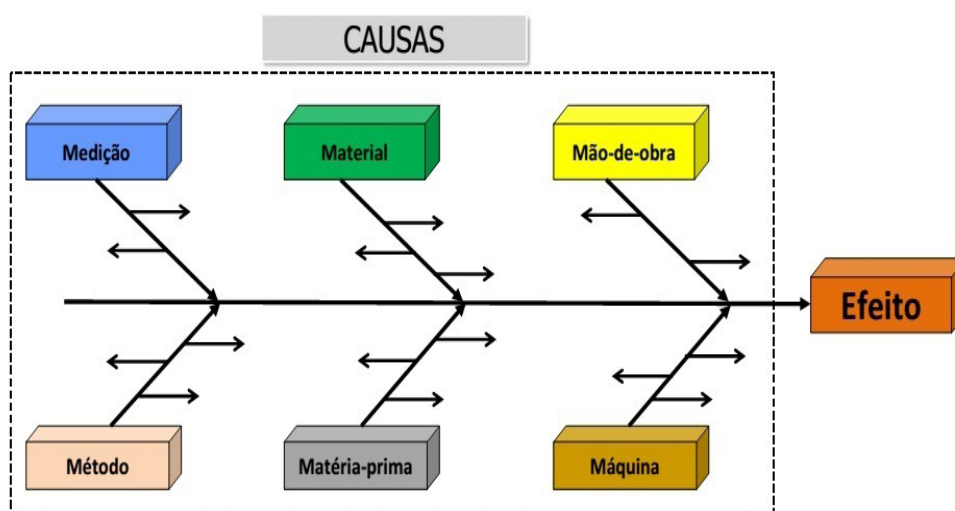 CAUSAS
Medição
Material
Mão-de-obra
Efeito
Método
Matéria-prima
Máquina